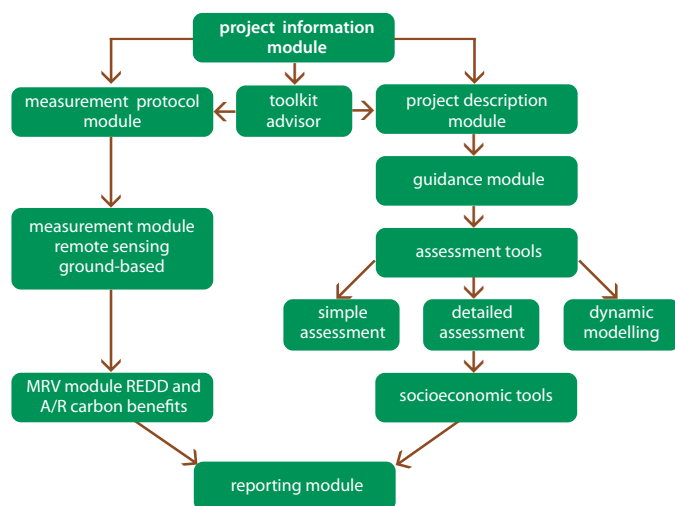 project information
module
measurement protocol
module
toolkit
advisor
project description
module
guidance module
measurement module
remote sensing
ground-based
assessment tools
simple
assessment
detailed
assessment
dynamic
modelling
MRV module REDD and
A/R carbon benefits
socioeconomic tools
reporting module